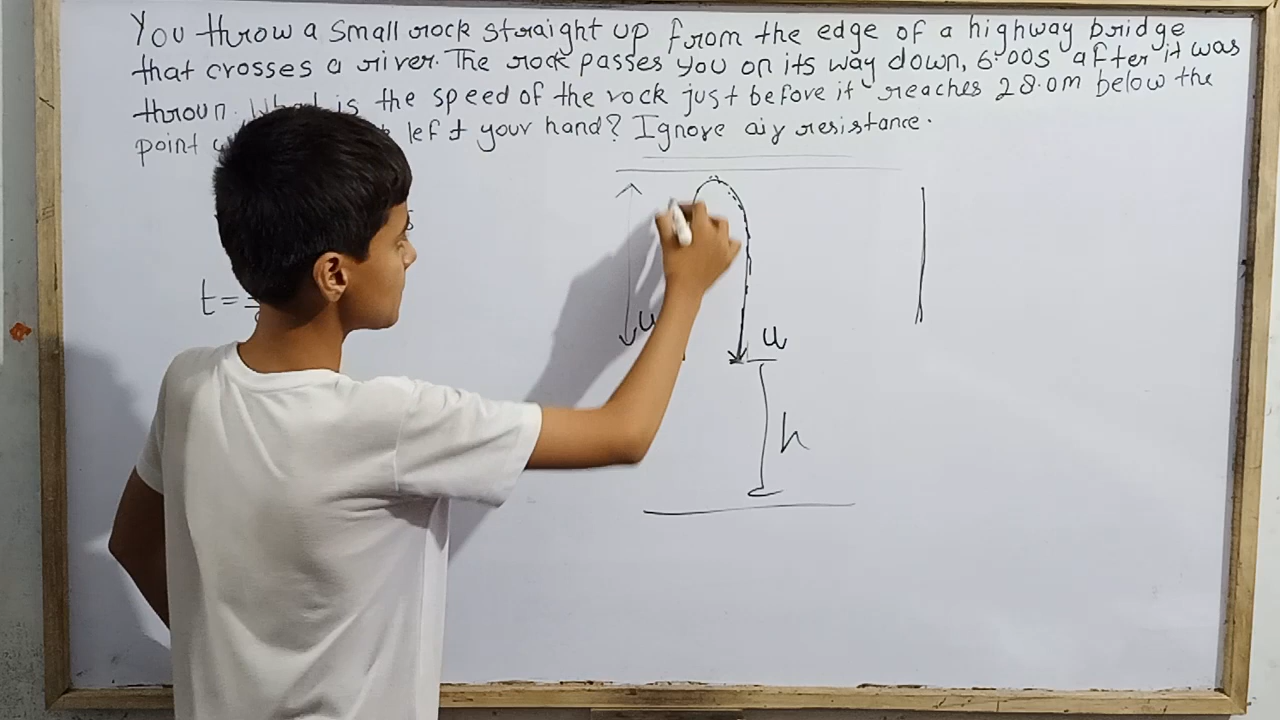 You throw a small rock straight up from the edge of a highway bridge
that crosses a river. The rock passes you on its way down, 6.00s after it was
throun. What is the speed of the rock just before it reaches 28.0m below the
point left your hand? Ignore air resistance.
t=
u
u
h